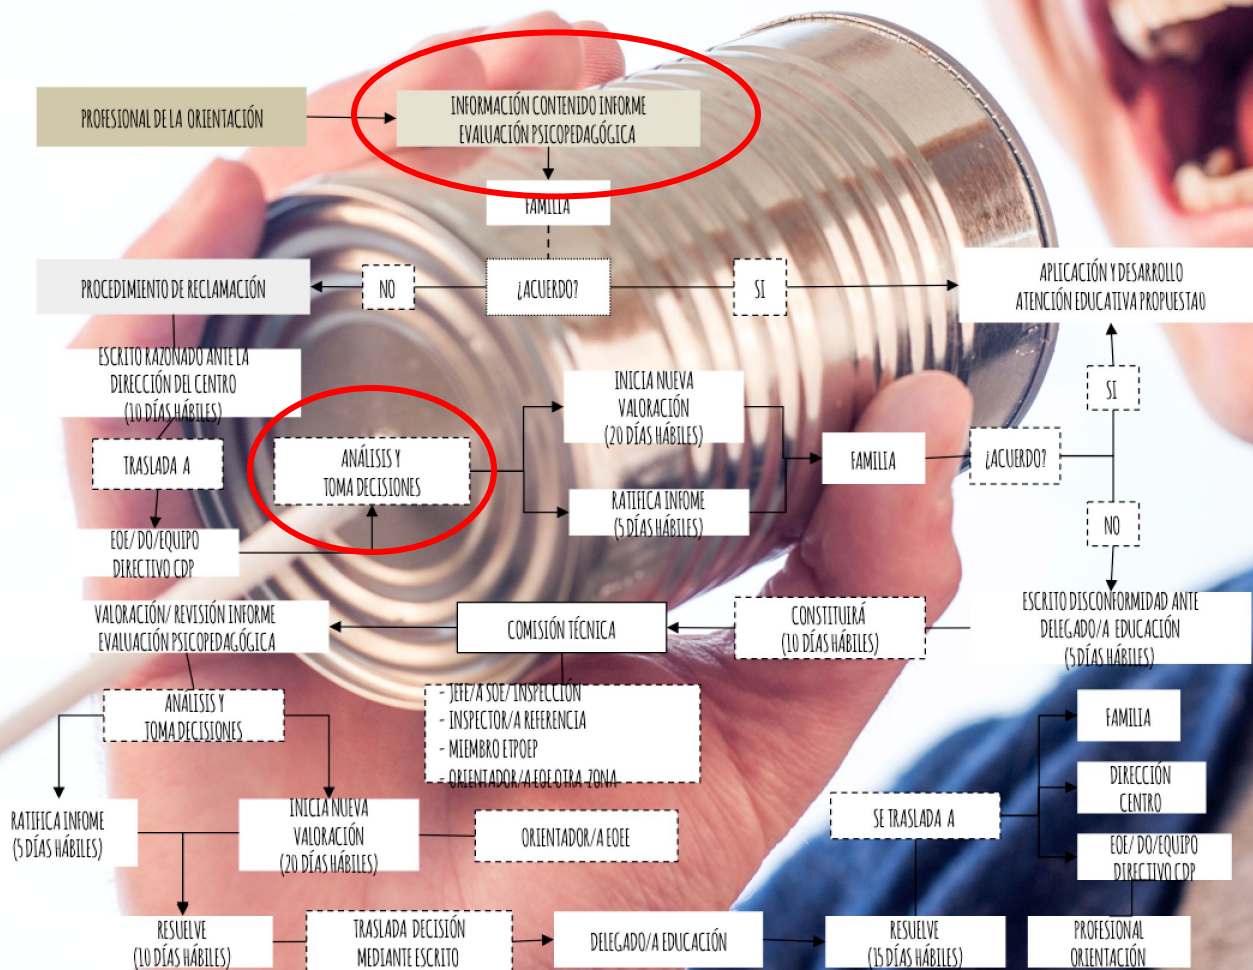 PROFESIONAL DE LA ORIENTACIÓN
INFORMACIÓN CONTENIDO INFORME
EVALUACIÓN PSICOPEDAGÓGICA
FAMILIA
PROCEDIMIENTO DE RECLAMACIÓN
NO
¿ACUERDO?
SI
APLICACIÓN Y DESARROLLO
ATENCIÓN EDUCATIVA PROPUESTA0
ESCRITO RAZONADO ANTE LA
DIRECCIÓN DEL CENTRO
(10 DÍAS HÁBILES)
TRASLADA A
EOE/ DO/EQUIPO
DIRECTIVO CDP
ANÁLISIS Y
TOMA DECISIONES
INICIA NUEVA
VALORACIÓN
(20 DÍAS HÁBILES)
RATIFICA INFOME
(5 DÍAS HÁBILES)
FAMILIA
¿ACUERDO?
SI
NO
ESCRITO DISCONFORMIDAD ANTE
DELEGADO/A EDUCACIÓN
(5 DÍAS HÁBILES)
CONSTITUIRÁ
(10 DÍAS HÁBILES)
COMISIÓN TÉCNICA
- JEFE/A SOE/ INSPECCIÓN
- INSPECTOR/A REFERENCIA
- MIEMBRO ETPOEP
- ORIENTADOR/A EOE OTRA ZONA
VALORACIÓN/ REVISIÓN INFORME
EVALUACIÓN PSICOPEDAGÓGICA
ANÁLISIS Y
TOMA DECISIONES
RATIFICA INFOME
(5 DÍAS HÁBILES)
INICIA NUEVA
VALORACIÓN
(20 DÍAS HÁBILES)
ORIENTADOR/A EOEE
RESUELVE
(10 DÍAS HÁBILES)
TRASLADA DECISIÓN
MEDIANTE ESCRITO
DELEGADO/A EDUCACIÓN
RESUELVE
(15 DÍAS HÁBILES)
SE TRASLADA A
FAMILIA
DIRECCIÓN
CENTRO
EOE/ DO/EQUIPO
DIRECTIVO CDP
PROFESIONAL
ORIENTACIÓN